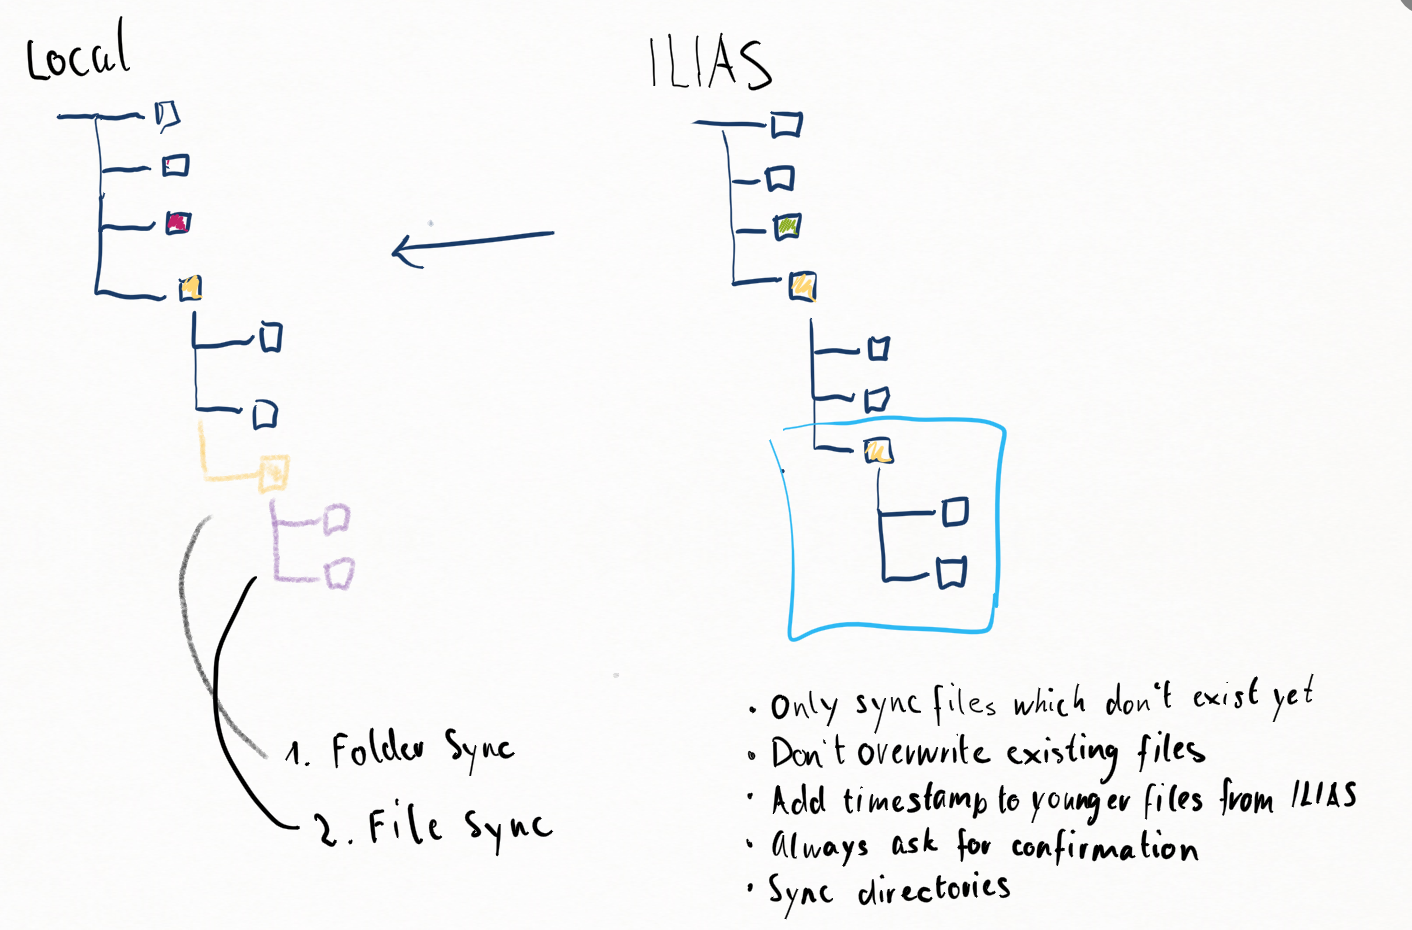 Local
ILIAS
1. Folder Sync
2. File Sync
• Only sync files which don't exist yet
• Don't overwrite existing files
• Add timestamp to younger files from ILIAS
• Always ask for confirmation
• Sync directories